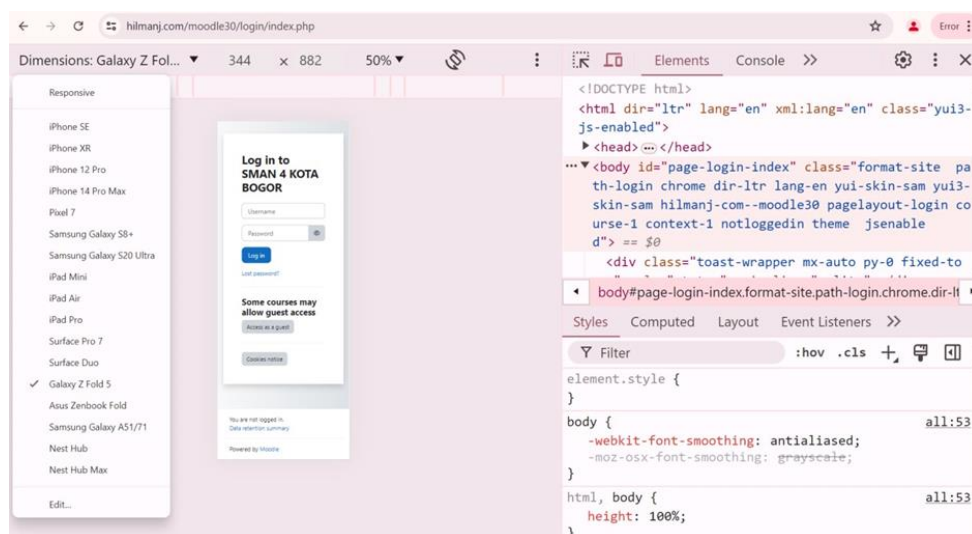 hilmanj.com/moodle30/login/index.php
Error
Dimensions: Galaxy Z Fol... ▼ 344 × 882 50% ▼
Elements Console >>
Responsive
iPhone SE
iPhone XR
iPhone 12 Pro
iPhone 14 Pro Max
Pixel 7
Samsung Galaxy S8+
Samsung Galaxy S20 Ultra
iPad Mini
iPad Air
iPad Pro
Surface Pro 7
Surface Duo
✓ Galaxy Z Fold 5
Asus Zenbook Fold
Samsung Galaxy A51/71
Nest Hub
Nest Hub Max
Edit...
Log in to
SMAN 4 KOTA
BOGOR
Username
Password
Log in
Lost password?
Some courses may
allow guest access
Access as a guest
Cookies notice
You are not logged in.
Data retention summary
Powered by Moodle
<!DOCTYPE html>
<html dir="ltr" lang="en" xml:lang="en" class="yui3-
js-enabled">
▶ <head> ... </head>
... ▼ <body id="page-login-index" class="format-site pa
th-login chrome dir-ltr lang-en yui-skin-sam yui3-
skin-sam hilmanj-com--moodle30 pagelayout-login co
urse-1 context-1 notloggedin theme jsenable
d"> == $0
<div class="toast-wrapper mx-auto py-0 fixed-to
body#page-login-index.format-site.path-login.chrome.dir-lt
Styles Computed Layout Event Listeners >>
Filter :hov .cls +
element.style {
}
body { all:53
-webkit-font-smoothing: antialiased;
-moz-osx-font-smoothing: grayscale;
}
html, body { all:53
height: 100%;
}